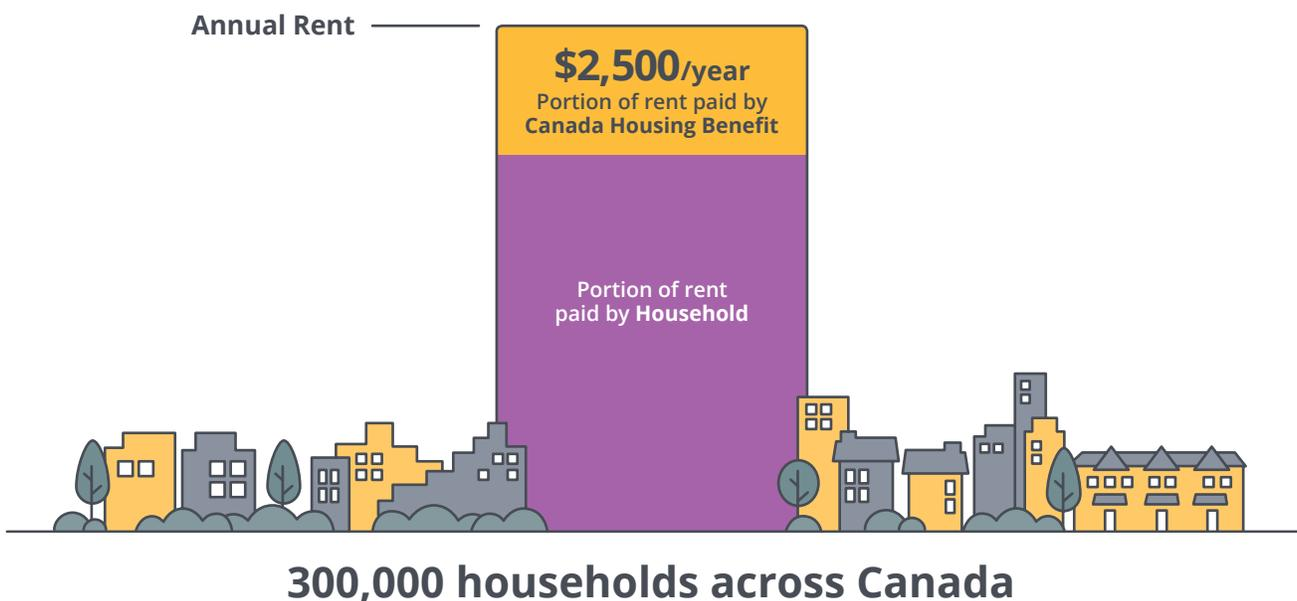 Annual Rent
$2,500/year
Portion of rent paid by
Canada Housing Benefit
Portion of rent
paid by Household
300,000 households across Canada